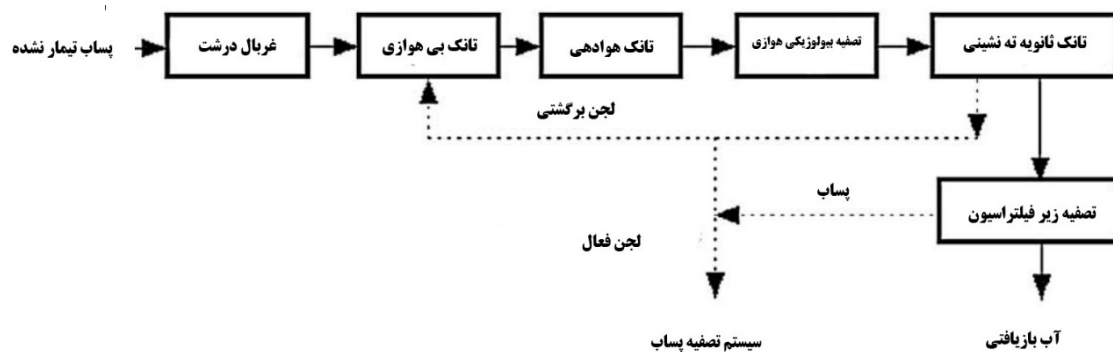 پساب تیمار نشده
غربال درشت
تانک بی هوازی
تانک هوادهی
تصفیه بیولوژیکی هوازی
تانک ثانویه ته نشینی
لجن برگشتی
پساب
تصفیه زیر فیلتراسیون
لجن فعال
سیستم تصفیه پساب
آب بازیافتی